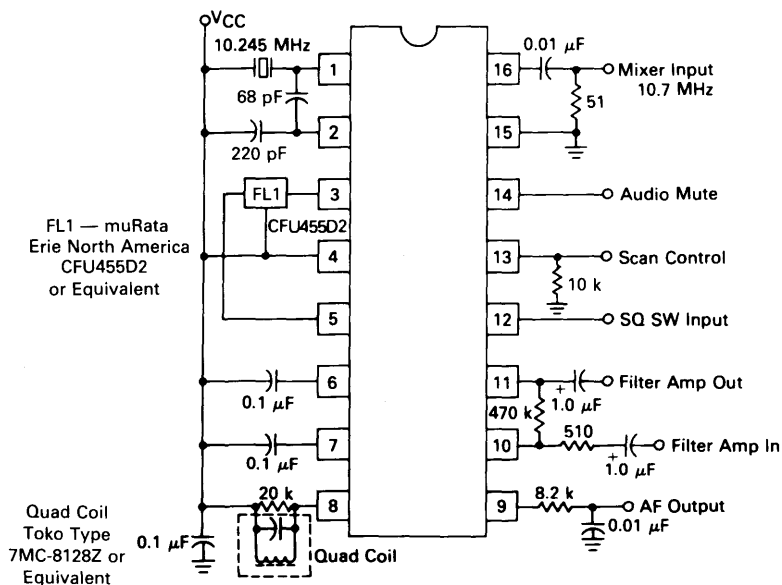 VCC
10.245 MHz
68 pF
220 pF
FL1
CFU455D2
FL1 — muRata
Erie North America
CFU455D2
or Equivalent
0.1 µF
0.1 µF
20 k
Quad Coil
Quad Coil
Toko Type
7MC-8128Z or
Equivalent
0.1 µF
1
2
3
4
5
6
7
8
16
15
14
13
12
11
10
9
0.01 µF
Mixer Input
10.7 MHz
51
Audio Mute
Scan Control
10 k
SQ SW Input
Filter Amp Out
+
1.0 µF
470 k
510
Filter Amp In
+
1.0 µF
8.2 k
AF Output
0.01 µF